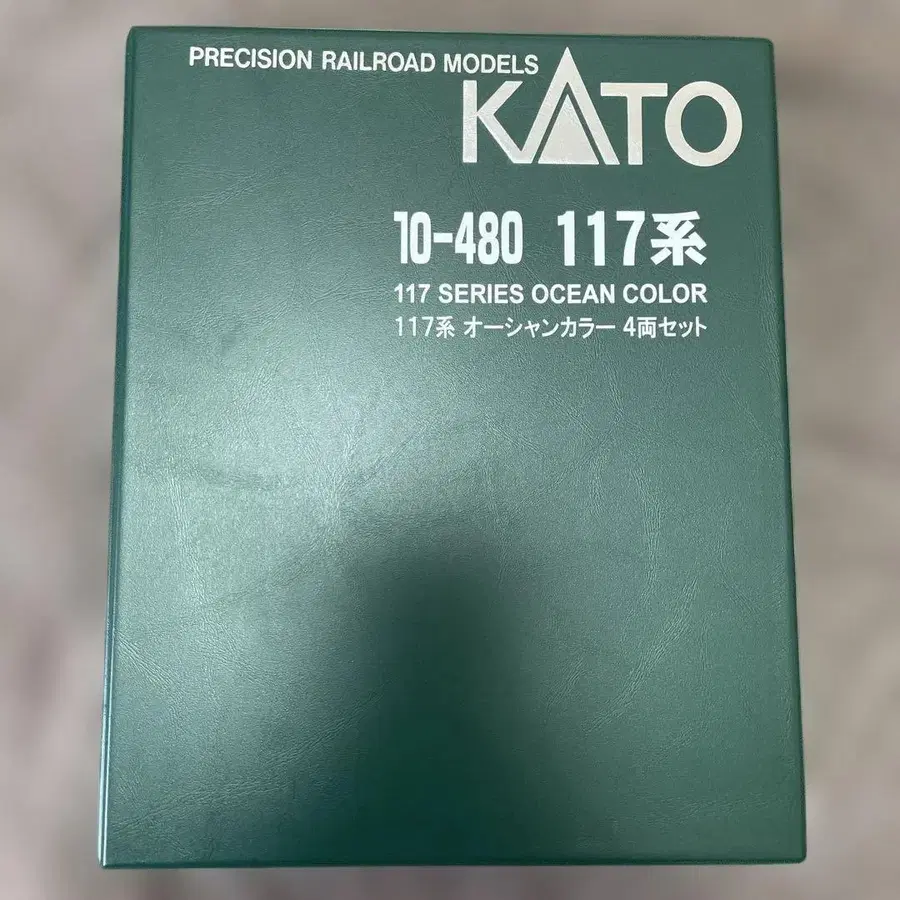 PRECISION RAILROAD MODELS
KATO
10-480 117系
117 SERIES OCEAN COLOR
117系 オーシャンカラー 4両セット